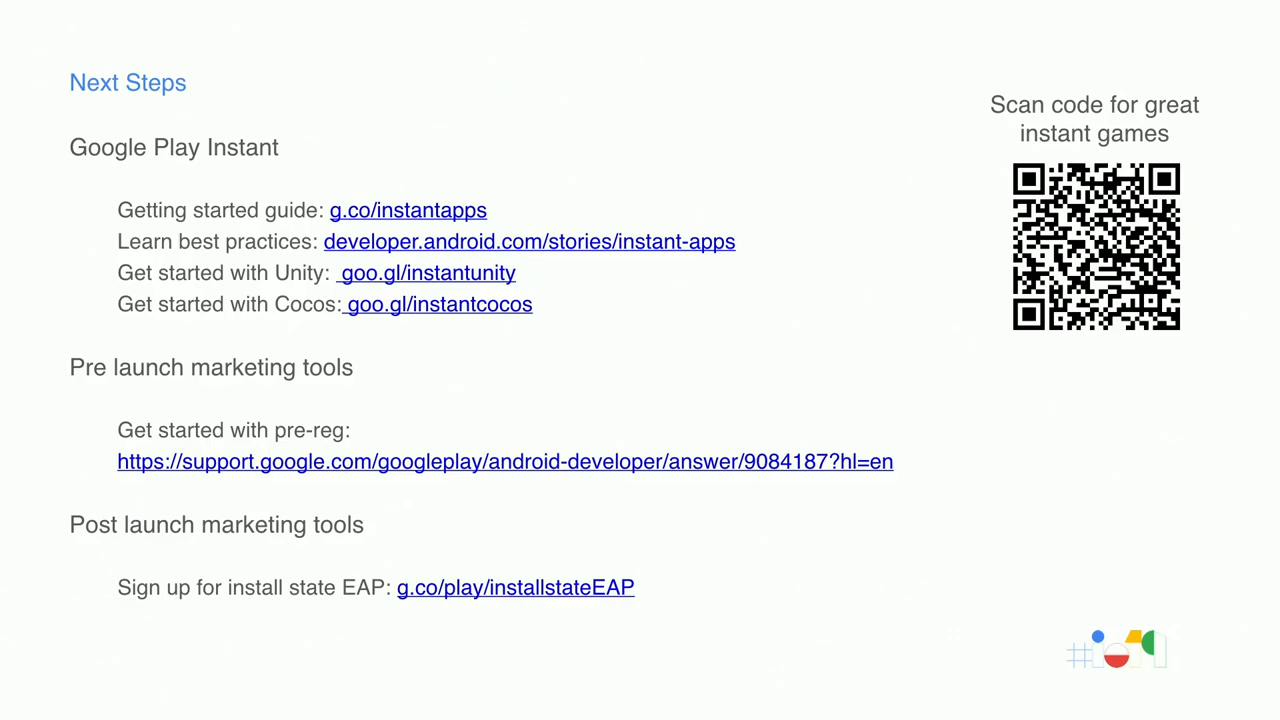 Next Steps
Scan code for great
instant games
Google Play Instant
Getting started guide: g.co/instantapps
Learn best practices: developer.android.com/stories/instant-apps
Get started with Unity: goo.gl/instantunity
Get started with Cocos: goo.gl/instantcocos
Pre launch marketing tools
Get started with pre-reg:
https://support.google.com/googleplay/android-developer/answer/9084187?hl=en
Post launch marketing tools
Sign up for install state EAP: g.co/play/installstateEAP
#io19